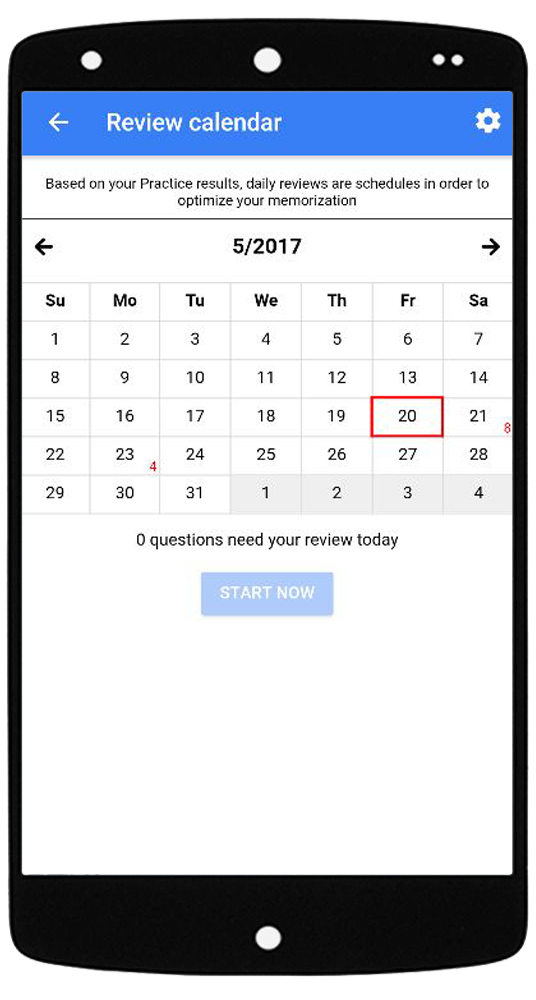 Review calendar
Based on your Practice results, daily reviews are schedules in order to
optimize your memorization
5/2017
Su Mo Tu We Th Fr Sa
1 2 3 4 5 6 7
8 9 10 11 12 13 14
15 16 17 18 19 20 21 8
22 23 4 24 25 26 27 28
29 30 31 1 2 3 4
0 questions need your review today
START NOW